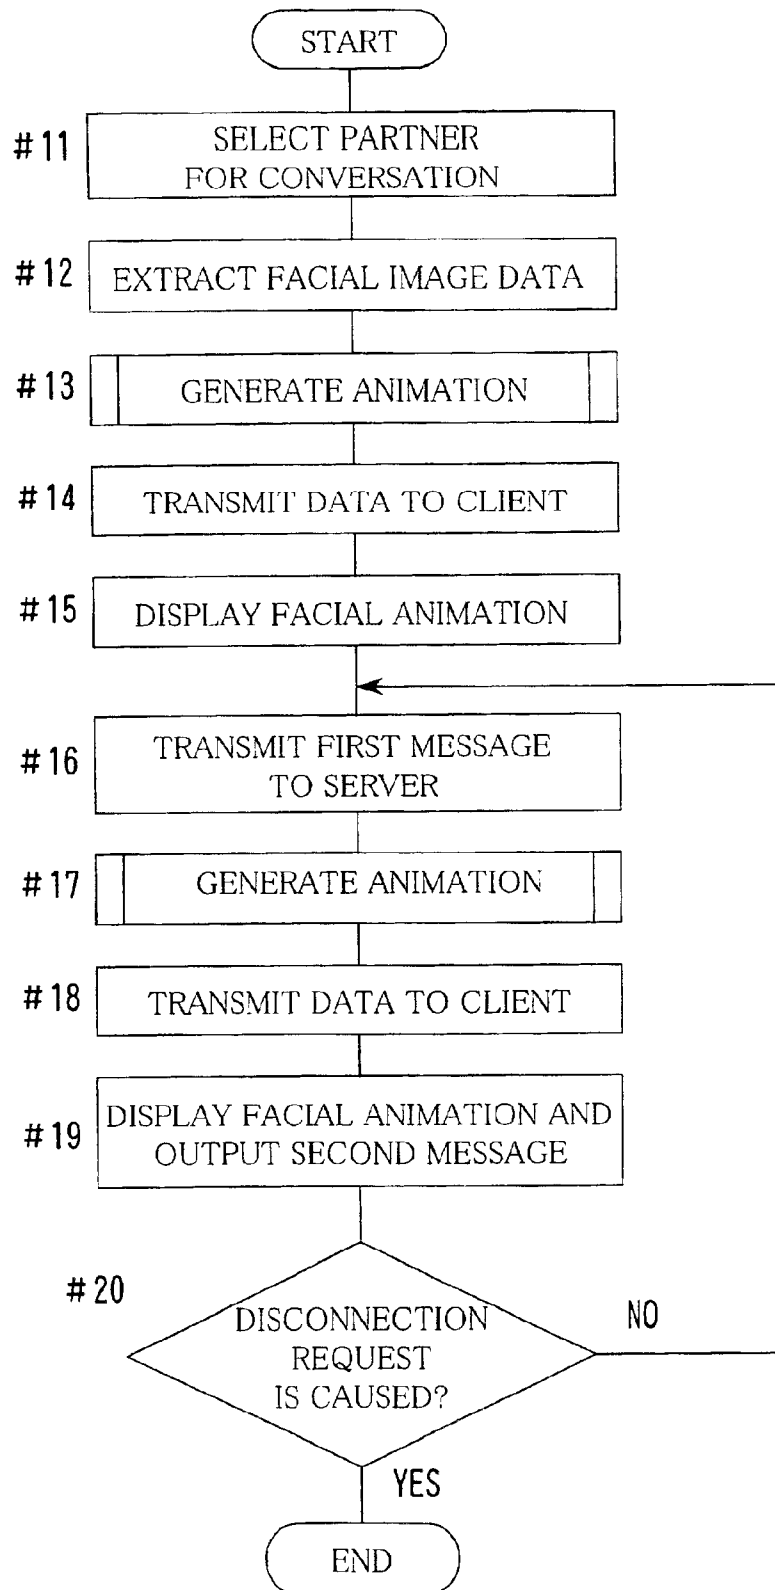 START
#11
SELECT PARTNER
FOR CONVERSATION
#12
EXTRACT FACIAL IMAGE DATA
#13
GENERATE ANIMATION
#14
TRANSMIT DATA TO CLIENT
#15
DISPLAY FACIAL ANIMATION
#16
TRANSMIT FIRST MESSAGE
TO SERVER
#17
GENERATE ANIMATION
#18
TRANSMIT DATA TO CLIENT
#19
DISPLAY FACIAL ANIMATION AND
OUTPUT SECOND MESSAGE
#20
DISCONNECTION
REQUEST
IS CAUSED?
NO
YES
END